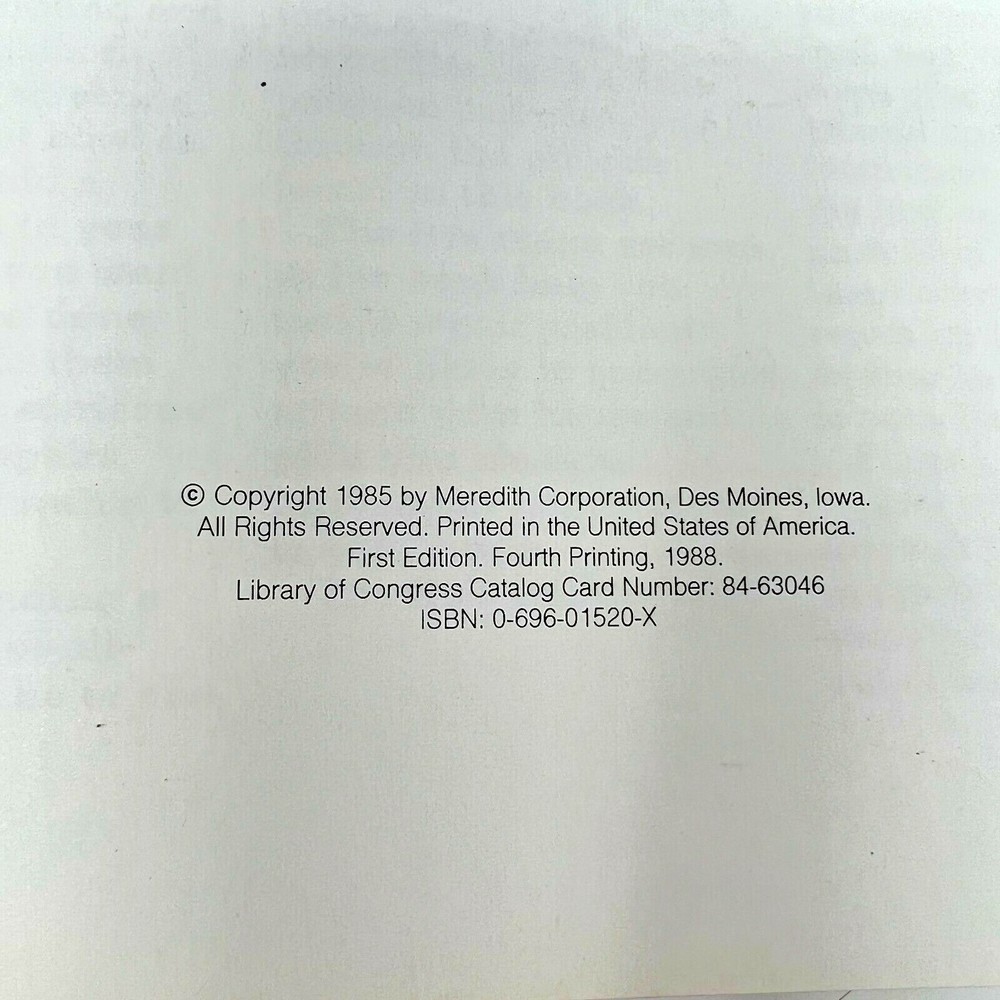 © Copyright 1985 by Meredith Corporation, Des Moines, Iowa.
All Rights Reserved. Printed in the United States of America.
First Edition. Fourth Printing, 1988.
Library of Congress Catalog Card Number: 84-63046
ISBN: 0-696-01520-X